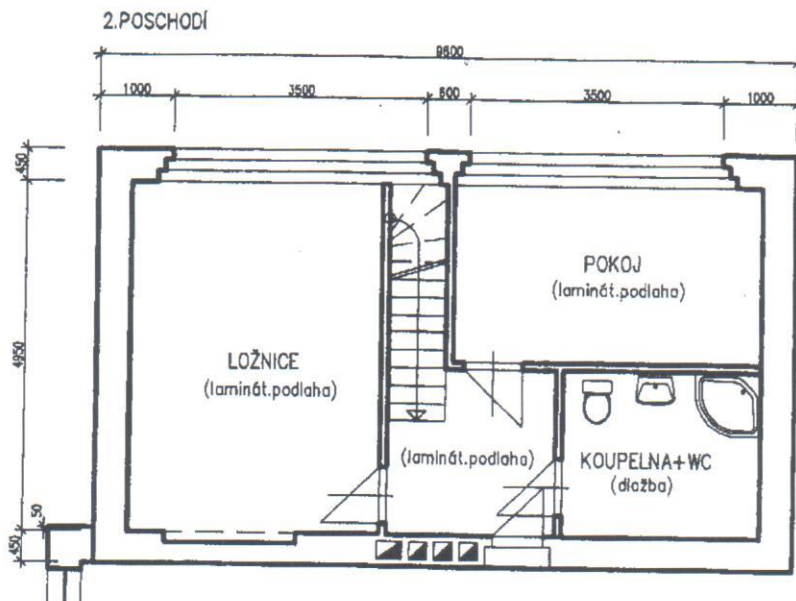 2.POSCHODÍ
9800
1000
3500
800
3500
1000
450
4950
50
450
POKOJ
(laminát.podlaha)
LOŽNICE
(laminát.podlaha)
(laminát.podlaha)
KOUPELNA+WC
(dlažba)